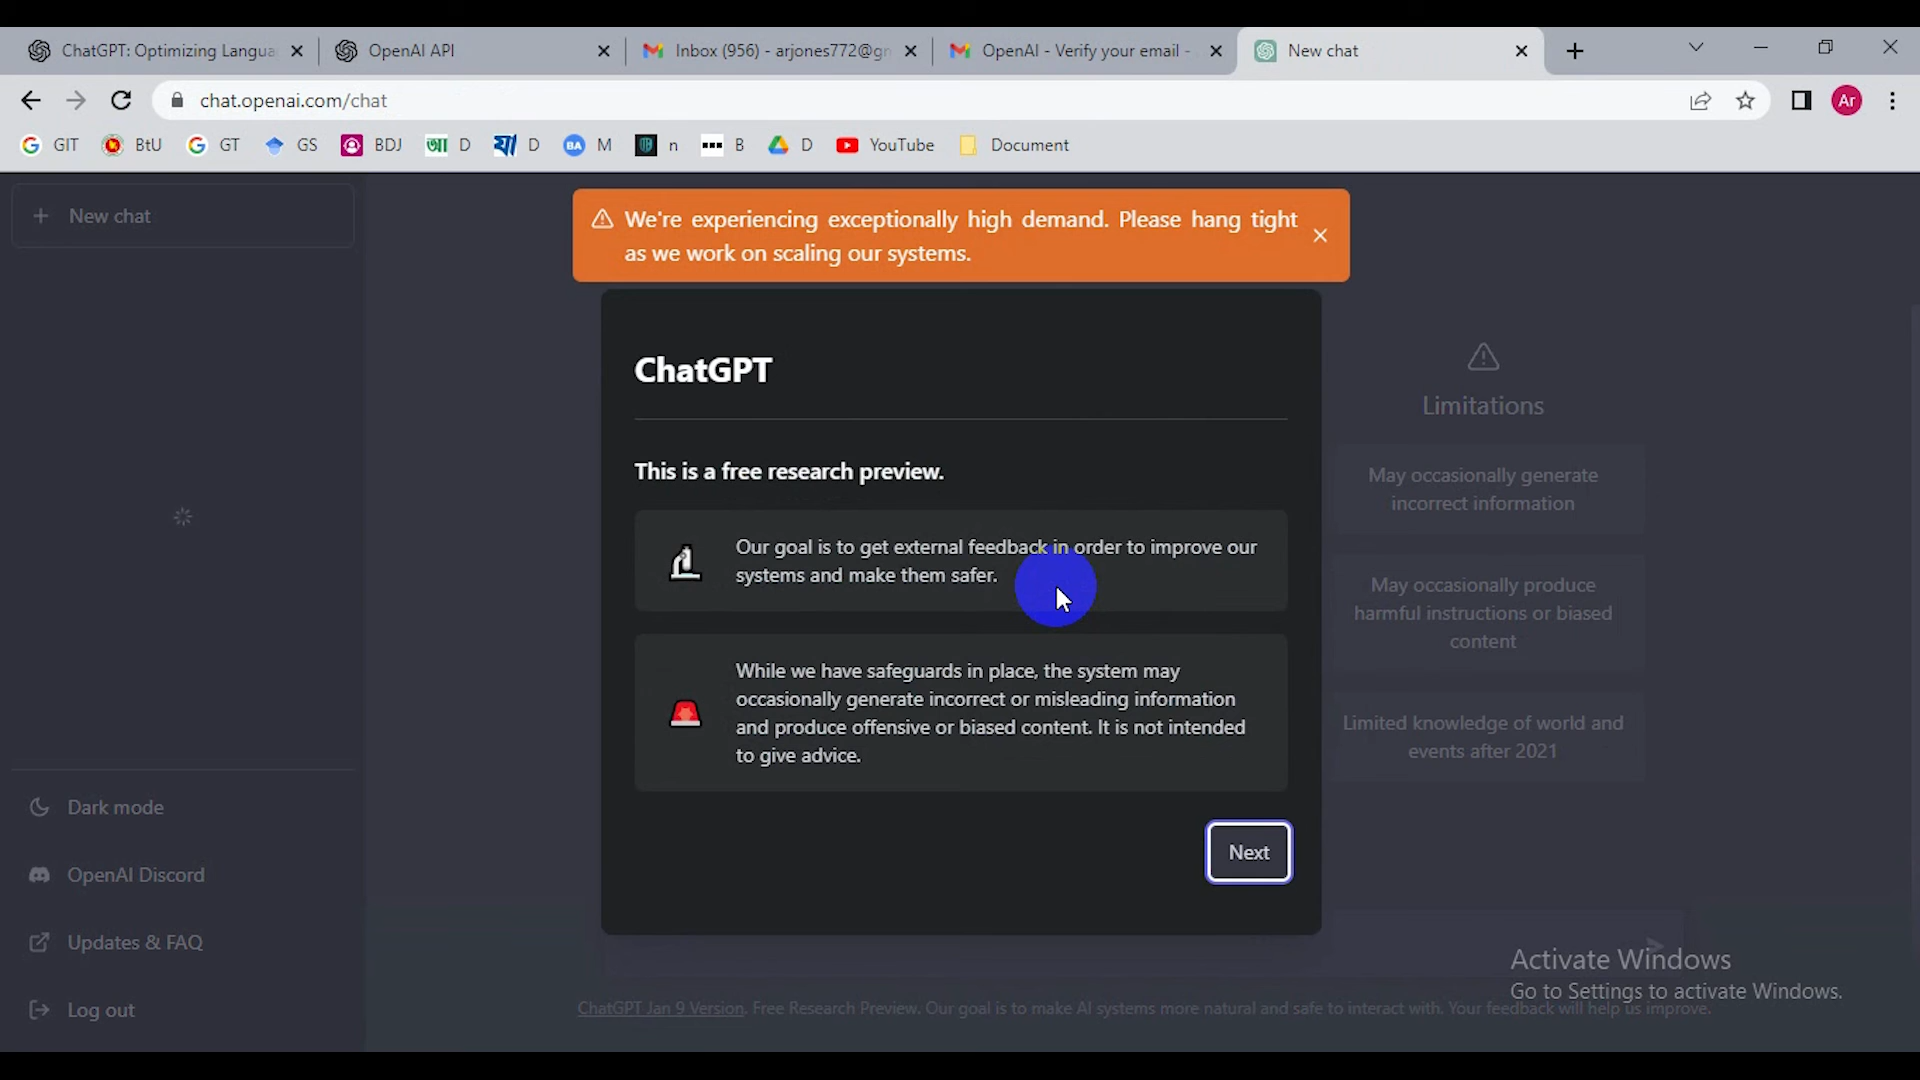 ChatGPT: Optimizing Langua
OpenAI API
Inbox (956) - arjones772@gn
OpenAI - Verify your email -
New chat
chat.openai.com/chat
Ar
GIT
BtU
GT
GS
BDJ
D
D
BA
M
n
B
D
YouTube
Document
New chat
We're experiencing exceptionally high demand. Please hang tight
as we work on scaling our systems.
ChatGPT
This is a free research preview.
Our goal is to get external feedback in order to improve our
systems and make them safer.
While we have safeguards in place, the system may
occasionally generate incorrect or misleading information
and produce offensive or biased content. It is not intended
to give advice.
Next
Limitations
May occasionally generate
incorrect information
May occasionally produce
harmful instructions or biased
content
Limited knowledge of world and
events after 2021
Dark mode
OpenAI Discord
Updates & FAQ
Log out
Activate Windows
Go to Settings to activate Windows.
ChatGPT Jan 9 Version. Free Research Preview. Our goal is to make AI systems more natural and safe to interact with. Your feedback will help us improve.